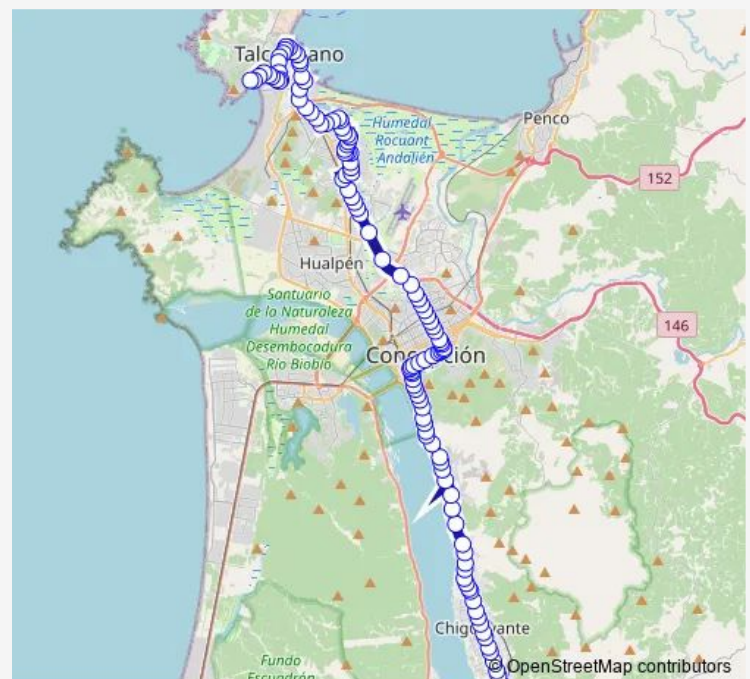 Talcahuano
Penco
Humedal
Rocuant
Andalién
152
Hualpén
Santuario
de la Naturaleza
Humedal
Desembocadura
Río Biobío
146
Concepción
Chiguayante
Fundo
Escuadrón
© OpenStreetMap contributors